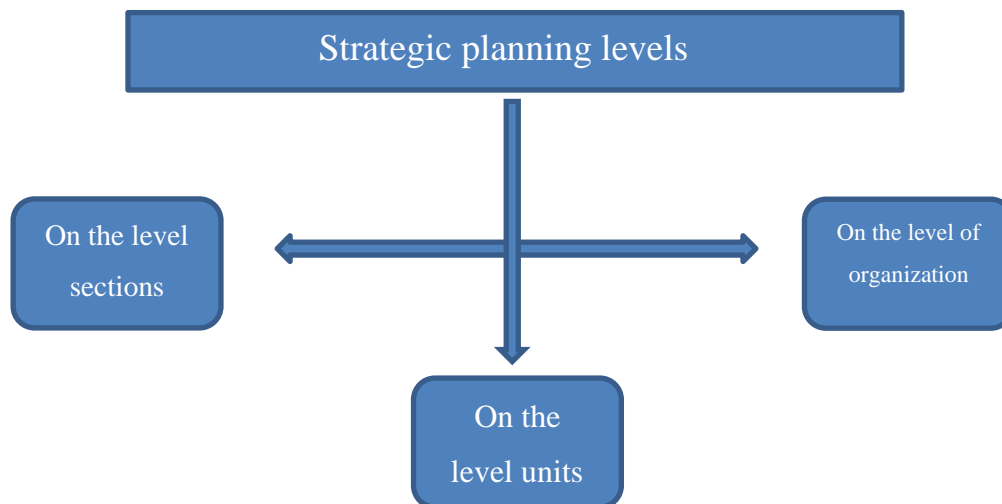 Strategic planning levels
On the level
sections
On the level of
organization
On the
level units